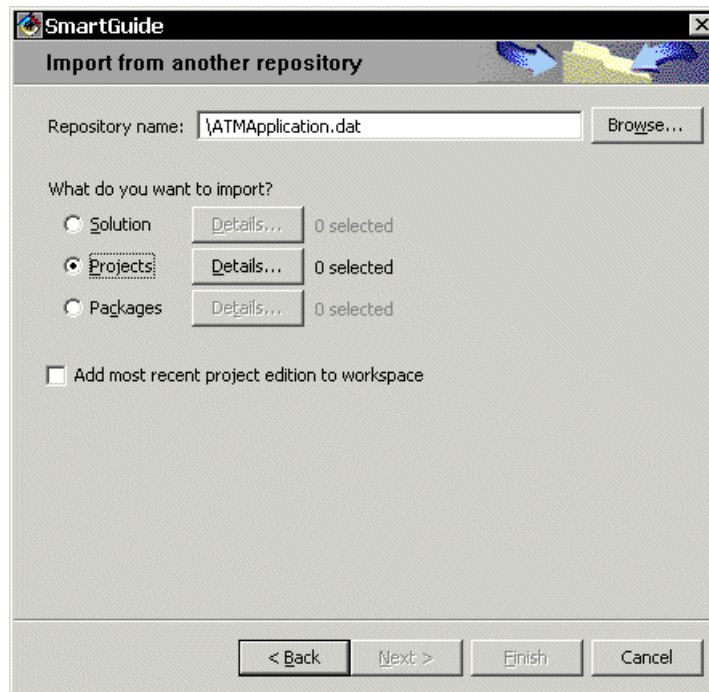 SmartGuide
Import from another repository
Repository name: \ATMApplication.dat Browse...
What do you want to import?
Solution Details... 0 selected
Projects Details... 0 selected
Packages Details... 0 selected
Add most recent project edition to workspace
< Back Next > Finish Cancel